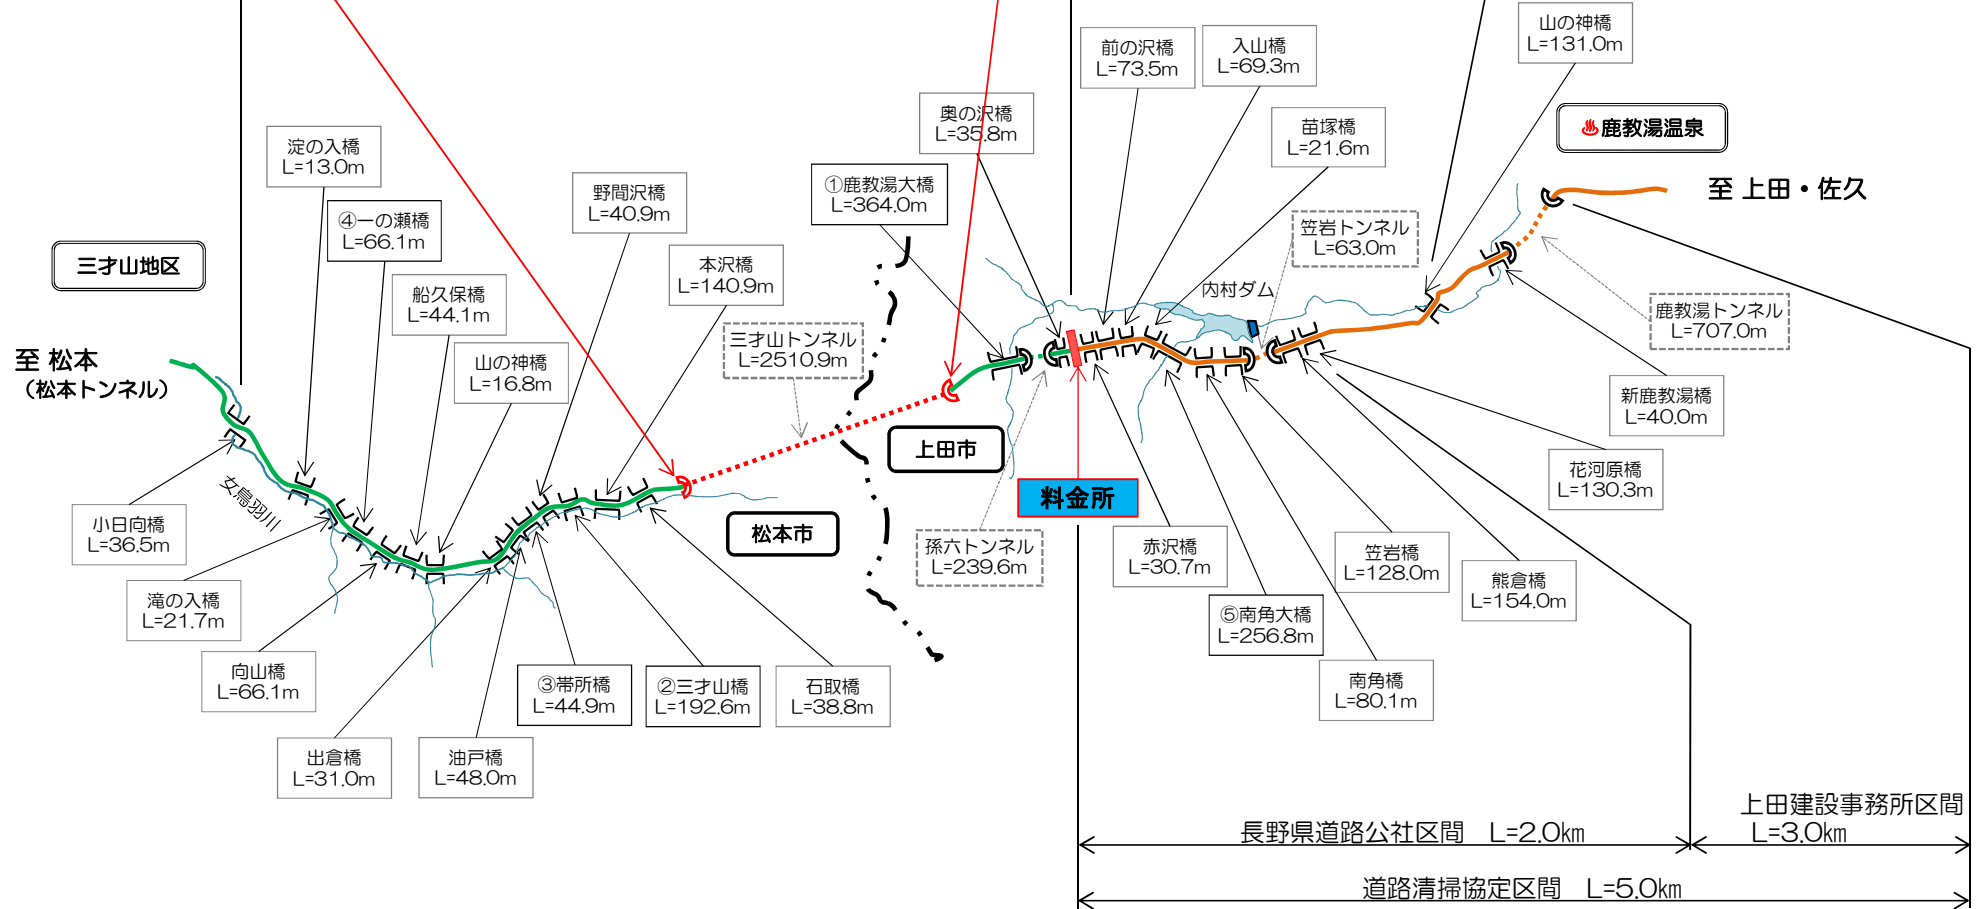 山の神橋
L=131.0m
前の沢橋
L=73.5m
入山橋
L=69.3m
奥の沢橋
L=35.8m
苗塚橋
L=21.6m
♨鹿教湯温泉
淀の入橋
L=13.0m
④一の瀬橋
L=66.1m
野間沢橋
L=40.9m
①鹿教湯大橋
L=364.0m
至 上田・佐久
笠岩トンネル
L=63.0m
三才山地区
本沢橋
L=140.9m
船久保橋
L=44.1m
内村ダム
鹿教湯トンネル
L=707.0m
三才山トンネル
L=2510.9m
至 松本
（松本トンネル）
山の神橋
L=16.8m
新鹿教湯橋
L=40.0m
上田市
花河原橋
L=130.3m
料金所
女鳥羽川
小日向橋
L=36.5m
松本市
孫六トンネル
L=239.6m
赤沢橋
L=30.7m
笠岩橋
L=128.0m
熊倉橋
L=154.0m
滝の入橋
L=21.7m
⑤南角大橋
L=256.8m
向山橋
L=66.1m
③帯所橋
L=44.9m
②三才山橋
L=192.6m
石取橋
L=38.8m
南角橋
L=80.1m
出倉橋
L=31.0m
油戸橋
L=48.0m
上田建設事務所区間
L=3.0㎞
長野県道路公社区間　L=2.0㎞
道路清掃協定区間　L=5.0㎞